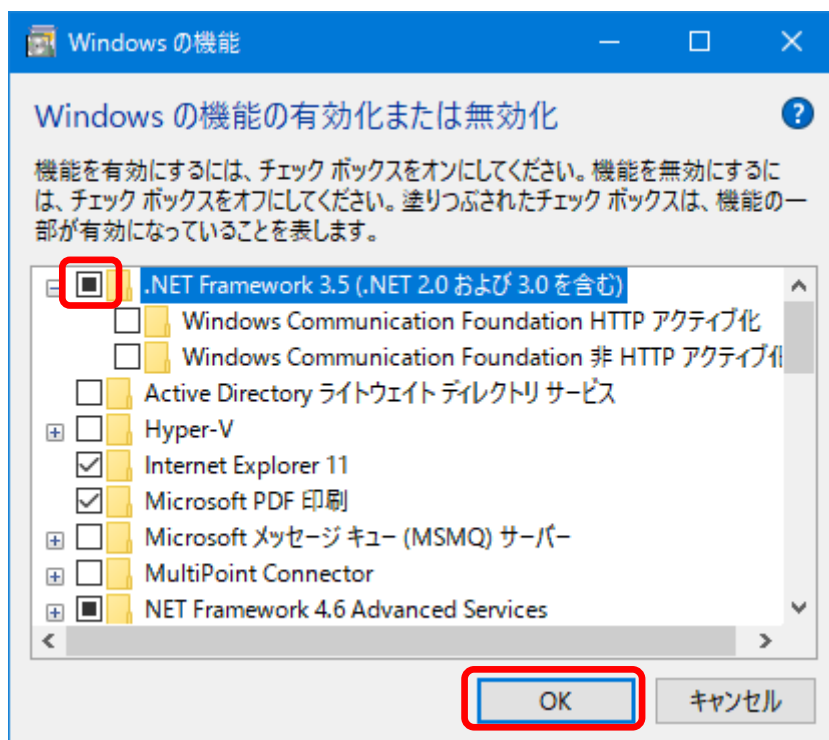 Windows の機能
Windows の機能の有効化または無効化
機能を有効にするには、チェック ボックスをオンにしてください。機能を無効にするに
は、チェック ボックスをオフにしてください。塗りつぶされたチェック ボックスは、機能の一
部が有効になっていることを表します。
.NET Framework 3.5 (.NET 2.0 および 3.0 を含む)
Windows Communication Foundation HTTP アクティブ化
Windows Communication Foundation 非 HTTP アクティブ
Active Directory ライトウェイト ディレクトリ サービス
Hyper-V
Internet Explorer 11
Microsoft PDF 印刷
Microsoft メッセージ キュー (MSMQ) サーバー
MultiPoint Connector
.NET Framework 4.6 Advanced Services
OK
キャンセル